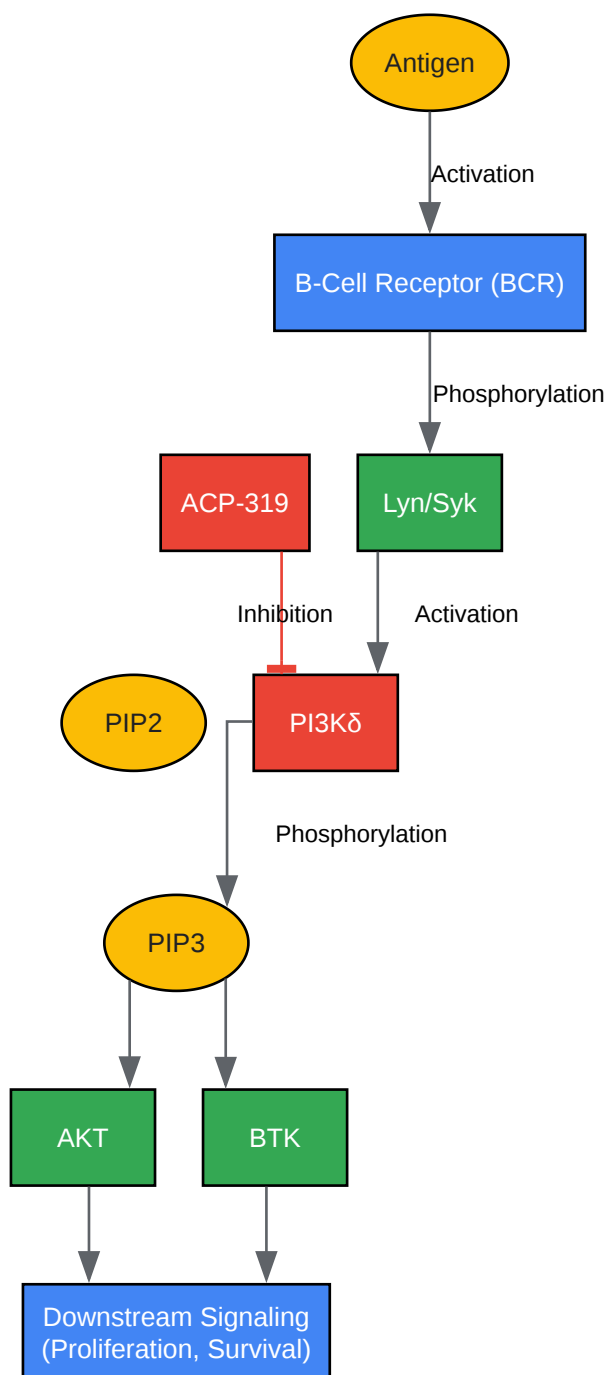 Antigen
Activation
B-Cell Receptor (BCR)
Phosphorylation
ACP-319
Lyn/Syk
Inhibition
Activation
PIP2
PI3Kδ
Phosphorylation
PIP3
AKT
BTK
Downstream Signaling
(Proliferation, Survival)